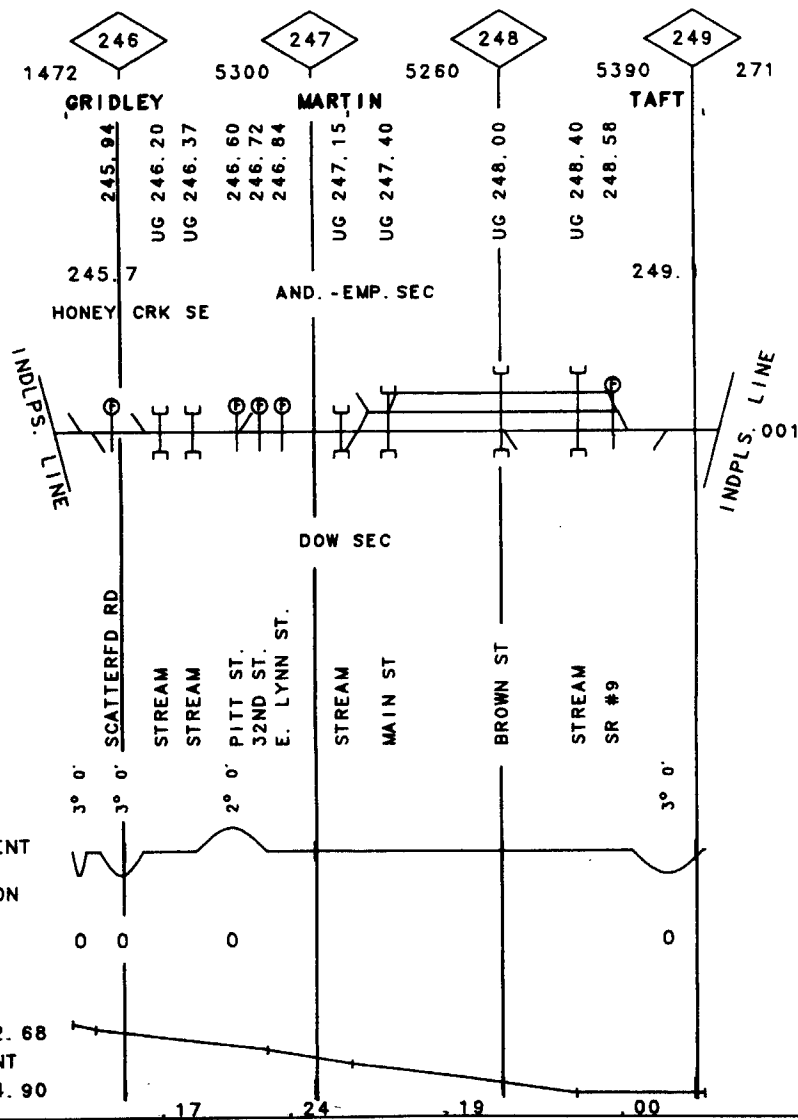 246 247 248 249
1472 5300 5260 5390 271
GRIDLEY MARTIN TAFT
245.94
UG 246.20
UG 246.37
246.60
246.72
246.84
UG 247.15
UG 247.40
UG 248.00
UG 248.40
248.58
245.7 249.
AND.-EMP.SEC
HONEY CRK SE
INDLPS. LINE
F F F F F
INDPLS. LINE
001
DOW SEC
SCATTERFD RD
STREAM
STREAM
PITT ST.
32ND ST.
E. LYNN ST.
STREAM
MAIN ST
BROWN ST
STREAM
SR #9
3° 0' 3° 0' 2° 0' 3° 0'
ENT
ON
0 0 0 0
2.68
NT
4.90
.17 .24 .19 .00